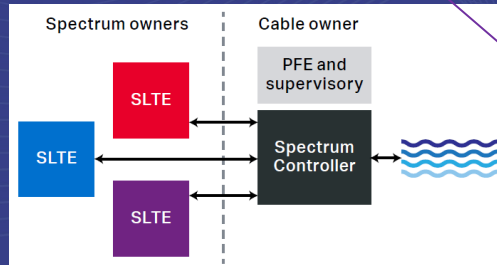 Spectrum owners
Cable owner
PFE and
supervisory
SLTE
SLTE
Spectrum
Controller
SLTE